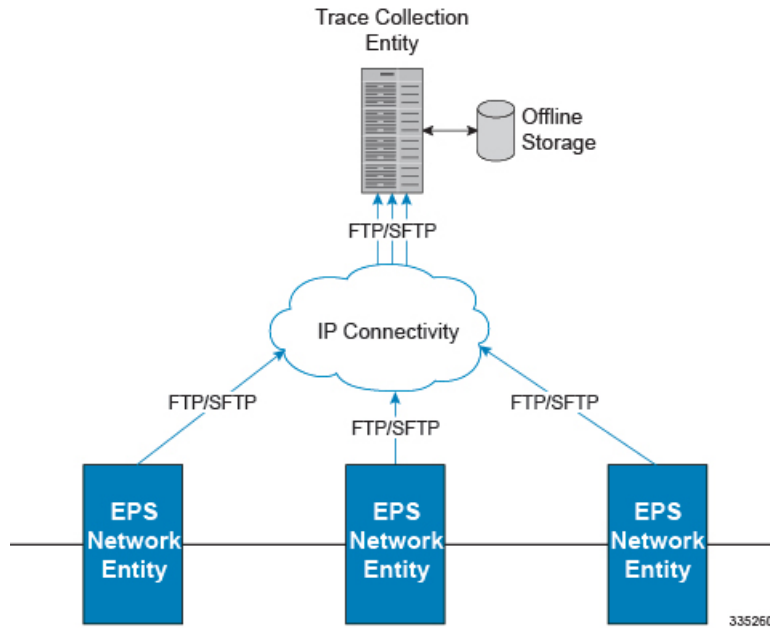 Trace Collection
Entity
Offline
Storage
FTP/SFTP
IP Connectivity
FTP/SFTP
FTP/SFTP
FTP/SFTP
EPS
Network
Entity
EPS
Network
Entity
EPS
Network
Entity
335260